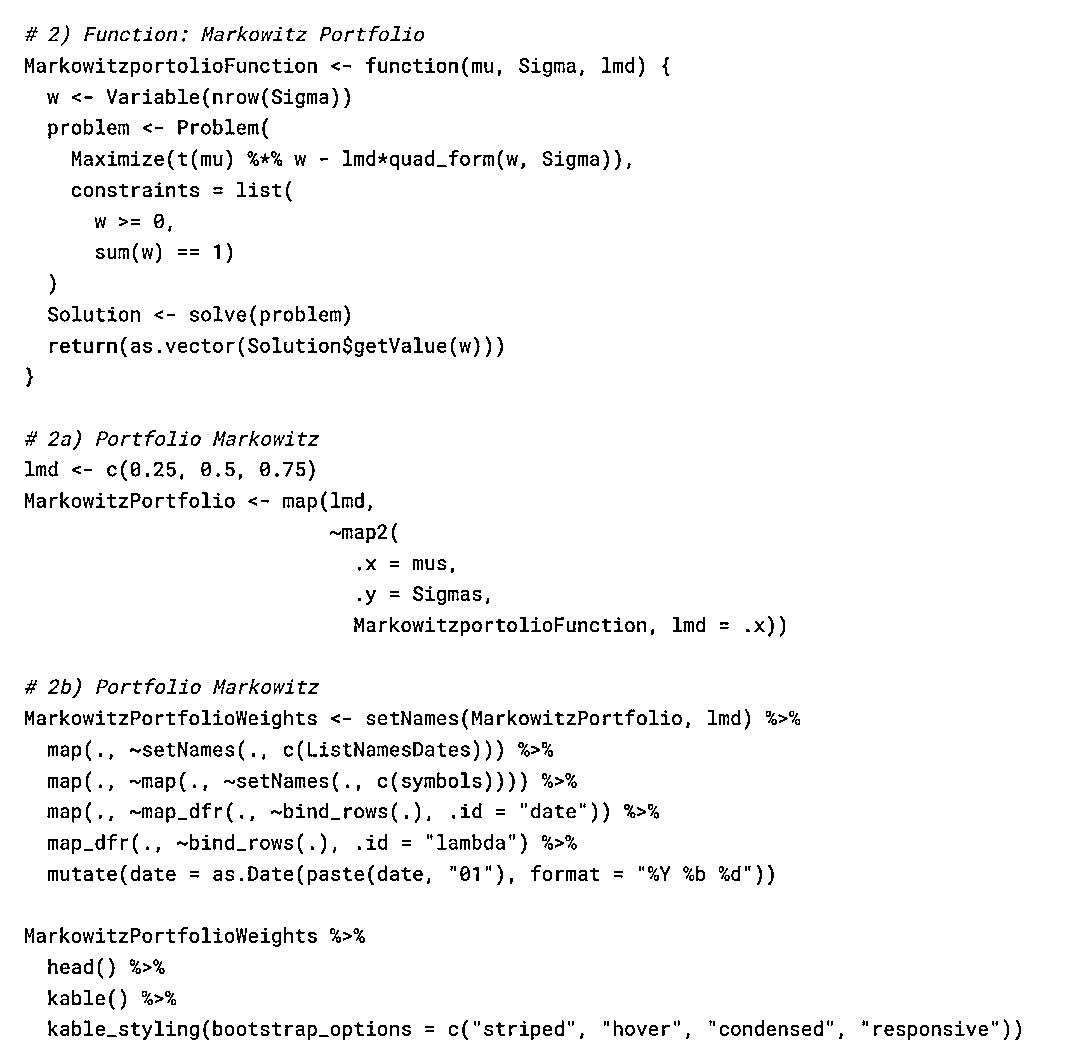 # 2) Function: Markowitz Portfolio
MarkowitzportolioFunction <- function(mu, Sigma, lmd) {
  w <- Variable(nrow(Sigma))
  problem <- Problem(
    Maximize(t(mu) %*% w - lmd*quad_form(w, Sigma)),
    constraints = list(
      w >= 0,
      sum(w) == 1)
  )
  Solution <- solve(problem)
  return(as.vector(Solution$getValue(w)))
}

# 2a) Portfolio Markowitz
lmd <- c(0.25, 0.5, 0.75)
MarkowitzPortfolio <- map(lmd,
                          ~map2(
                            .x = mus,
                            .y = Sigmas,
                            MarkowitzportolioFunction, lmd = .x))

# 2b) Portfolio Markowitz
MarkowitzPortfolioWeights <- setNames(MarkowitzPortfolio, lmd) %>%
  map(., ~setNames(., c(ListNamesDates))) %>%
  map(., ~map(., ~setNames(., c(symbols)))) %>%
  map(., ~map_dfr(., ~bind_rows(.), .id = "date")) %>%
  map_dfr(., ~bind_rows(.), .id = "lambda") %>%
  mutate(date = as.Date(paste(date, "01"), format = "%Y %b %d"))

MarkowitzPortfolioWeights %>%
  head() %>%
  kable() %>%
  kable_styling(bootstrap_options = c("striped", "hover", "condensed", "responsive"))